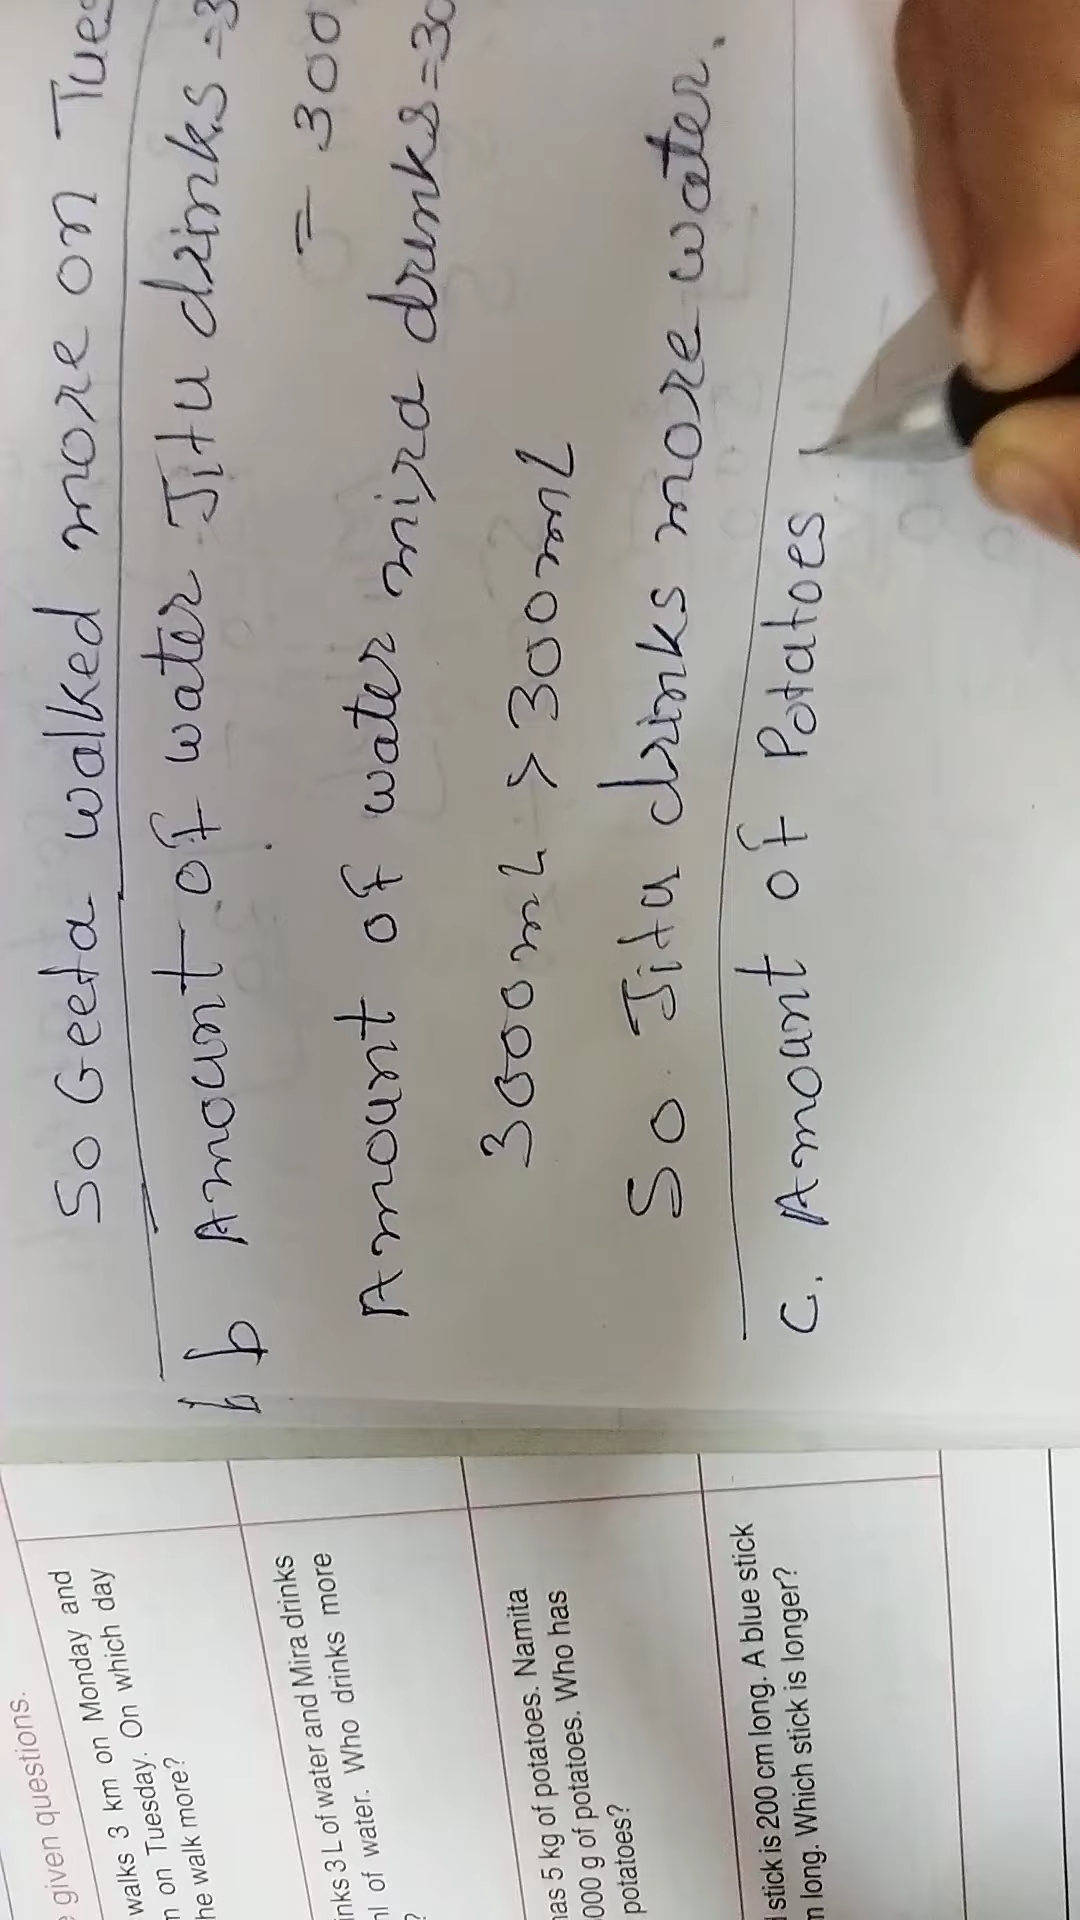 So Geeta walked more on Tues
b b Amount of water Jitu drinks =3
= 300
Amount of water mira drinks=30
3000mL > 300mL
So Jitu drinks more water.
C. Amount of Potatoes
given questions.
walks 3 km on Monday and
on Tuesday. On which day
he walk more?
inks 3 L of water and Mira drinks
nl of water. Who drinks more
?
has 5 kg of potatoes. Namita
000 g of potatoes. Who has
potatoes?
stick is 200 cm long. A blue stick
long. Which stick is longer?